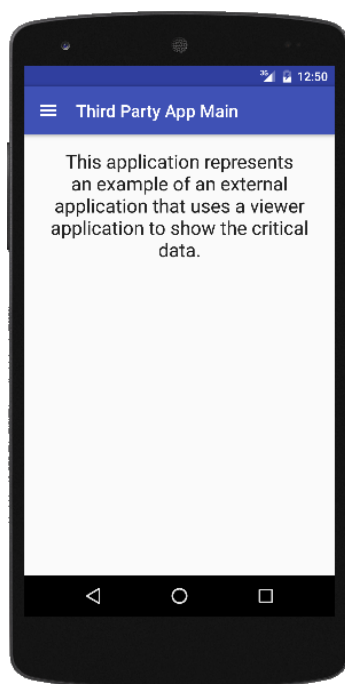 3G 12:50
Third Party App Main
This application represents
an example of an external
application that uses a viewer
application to show the critical
data.